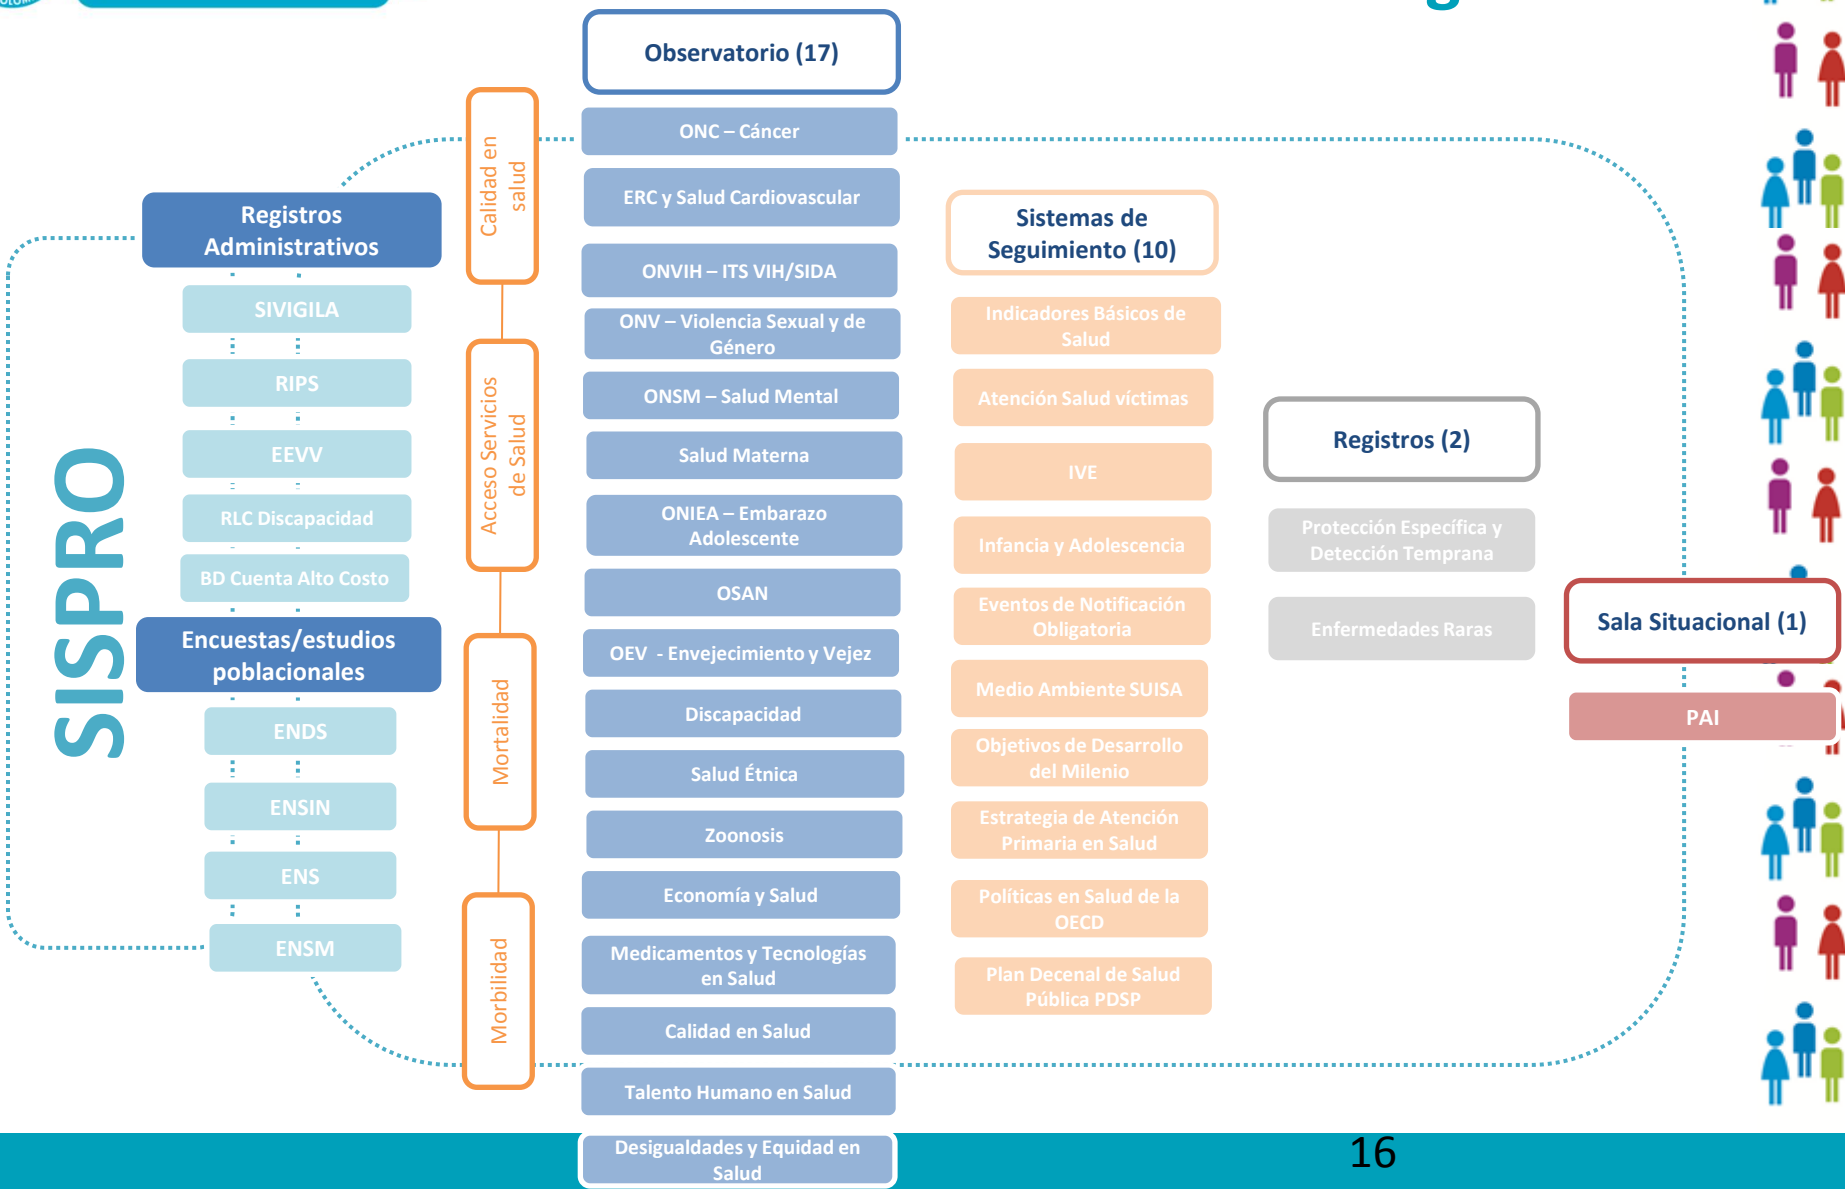 Observatorio (17)
ONC – Cáncer
ERC y Salud Cardiovascular
ONVIH – ITS VIH/SIDA
ONV – Violencia Sexual y de
Género
ONSM – Salud Mental
Salud Materna
ONIEA – Embarazo
Adolescente
OSAN
OEV - Envejecimiento y Vejez
Discapacidad
Salud Étnica
Zoonosis
Economía y Salud
Medicamentos y Tecnologías
en Salud
Calidad en Salud
Talento Humano en Salud
Desigualdades y Equidad en
Salud
SISPRO
Registros
Administrativos
SIVIGILA
RIPS
EEVV
RLC Discapacidad
BD Cuenta Alto Costo
Encuestas/estudios
poblacionales
ENDS
ENSIN
ENS
ENSM
Calidad en
salud
Acceso Servicios
de Salud
Mortalidad
Morbilidad
Sistemas de
Seguimiento (10)
Indicadores Básicos de
Salud
Atención Salud víctimas
IVE
Infancia y Adolescencia
Eventos de Notificación
Obligatoria
Medio Ambiente SUISA
Objetivos de Desarrollo
del Milenio
Estrategia de Atención
Primaria en Salud
Políticas en Salud de la
OECD
Plan Decenal de Salud
Pública PDSP
Registros (2)
Protección Específica y
Detección Temprana
Enfermedades Raras
Sala Situacional (1)
PAI
16